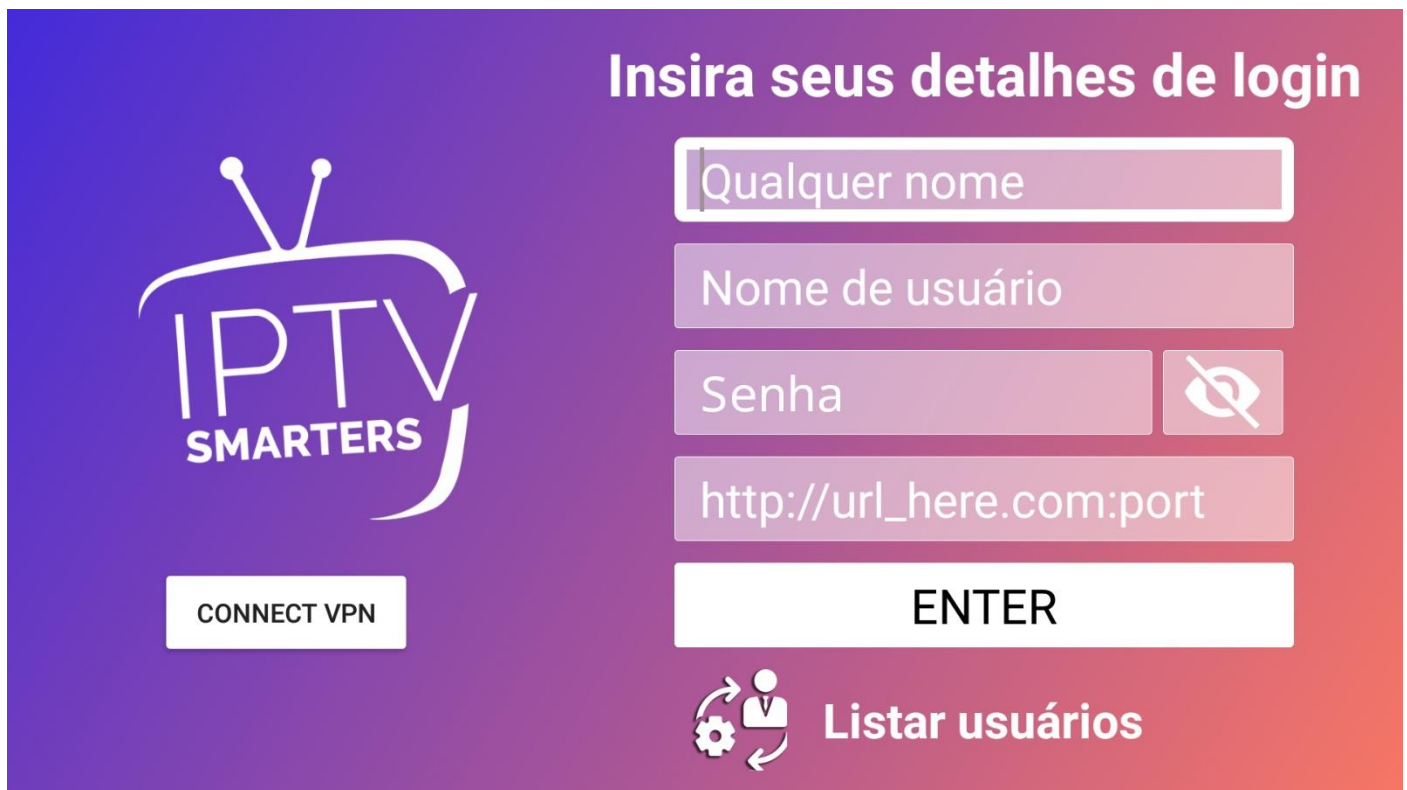 Insira seus detalhes de login
Qualquer nome
Nome de usuário
Senha
http://url_here.com:port
ENTER
Listar usuários
IPTV
SMARTERS
CONNECT VPN